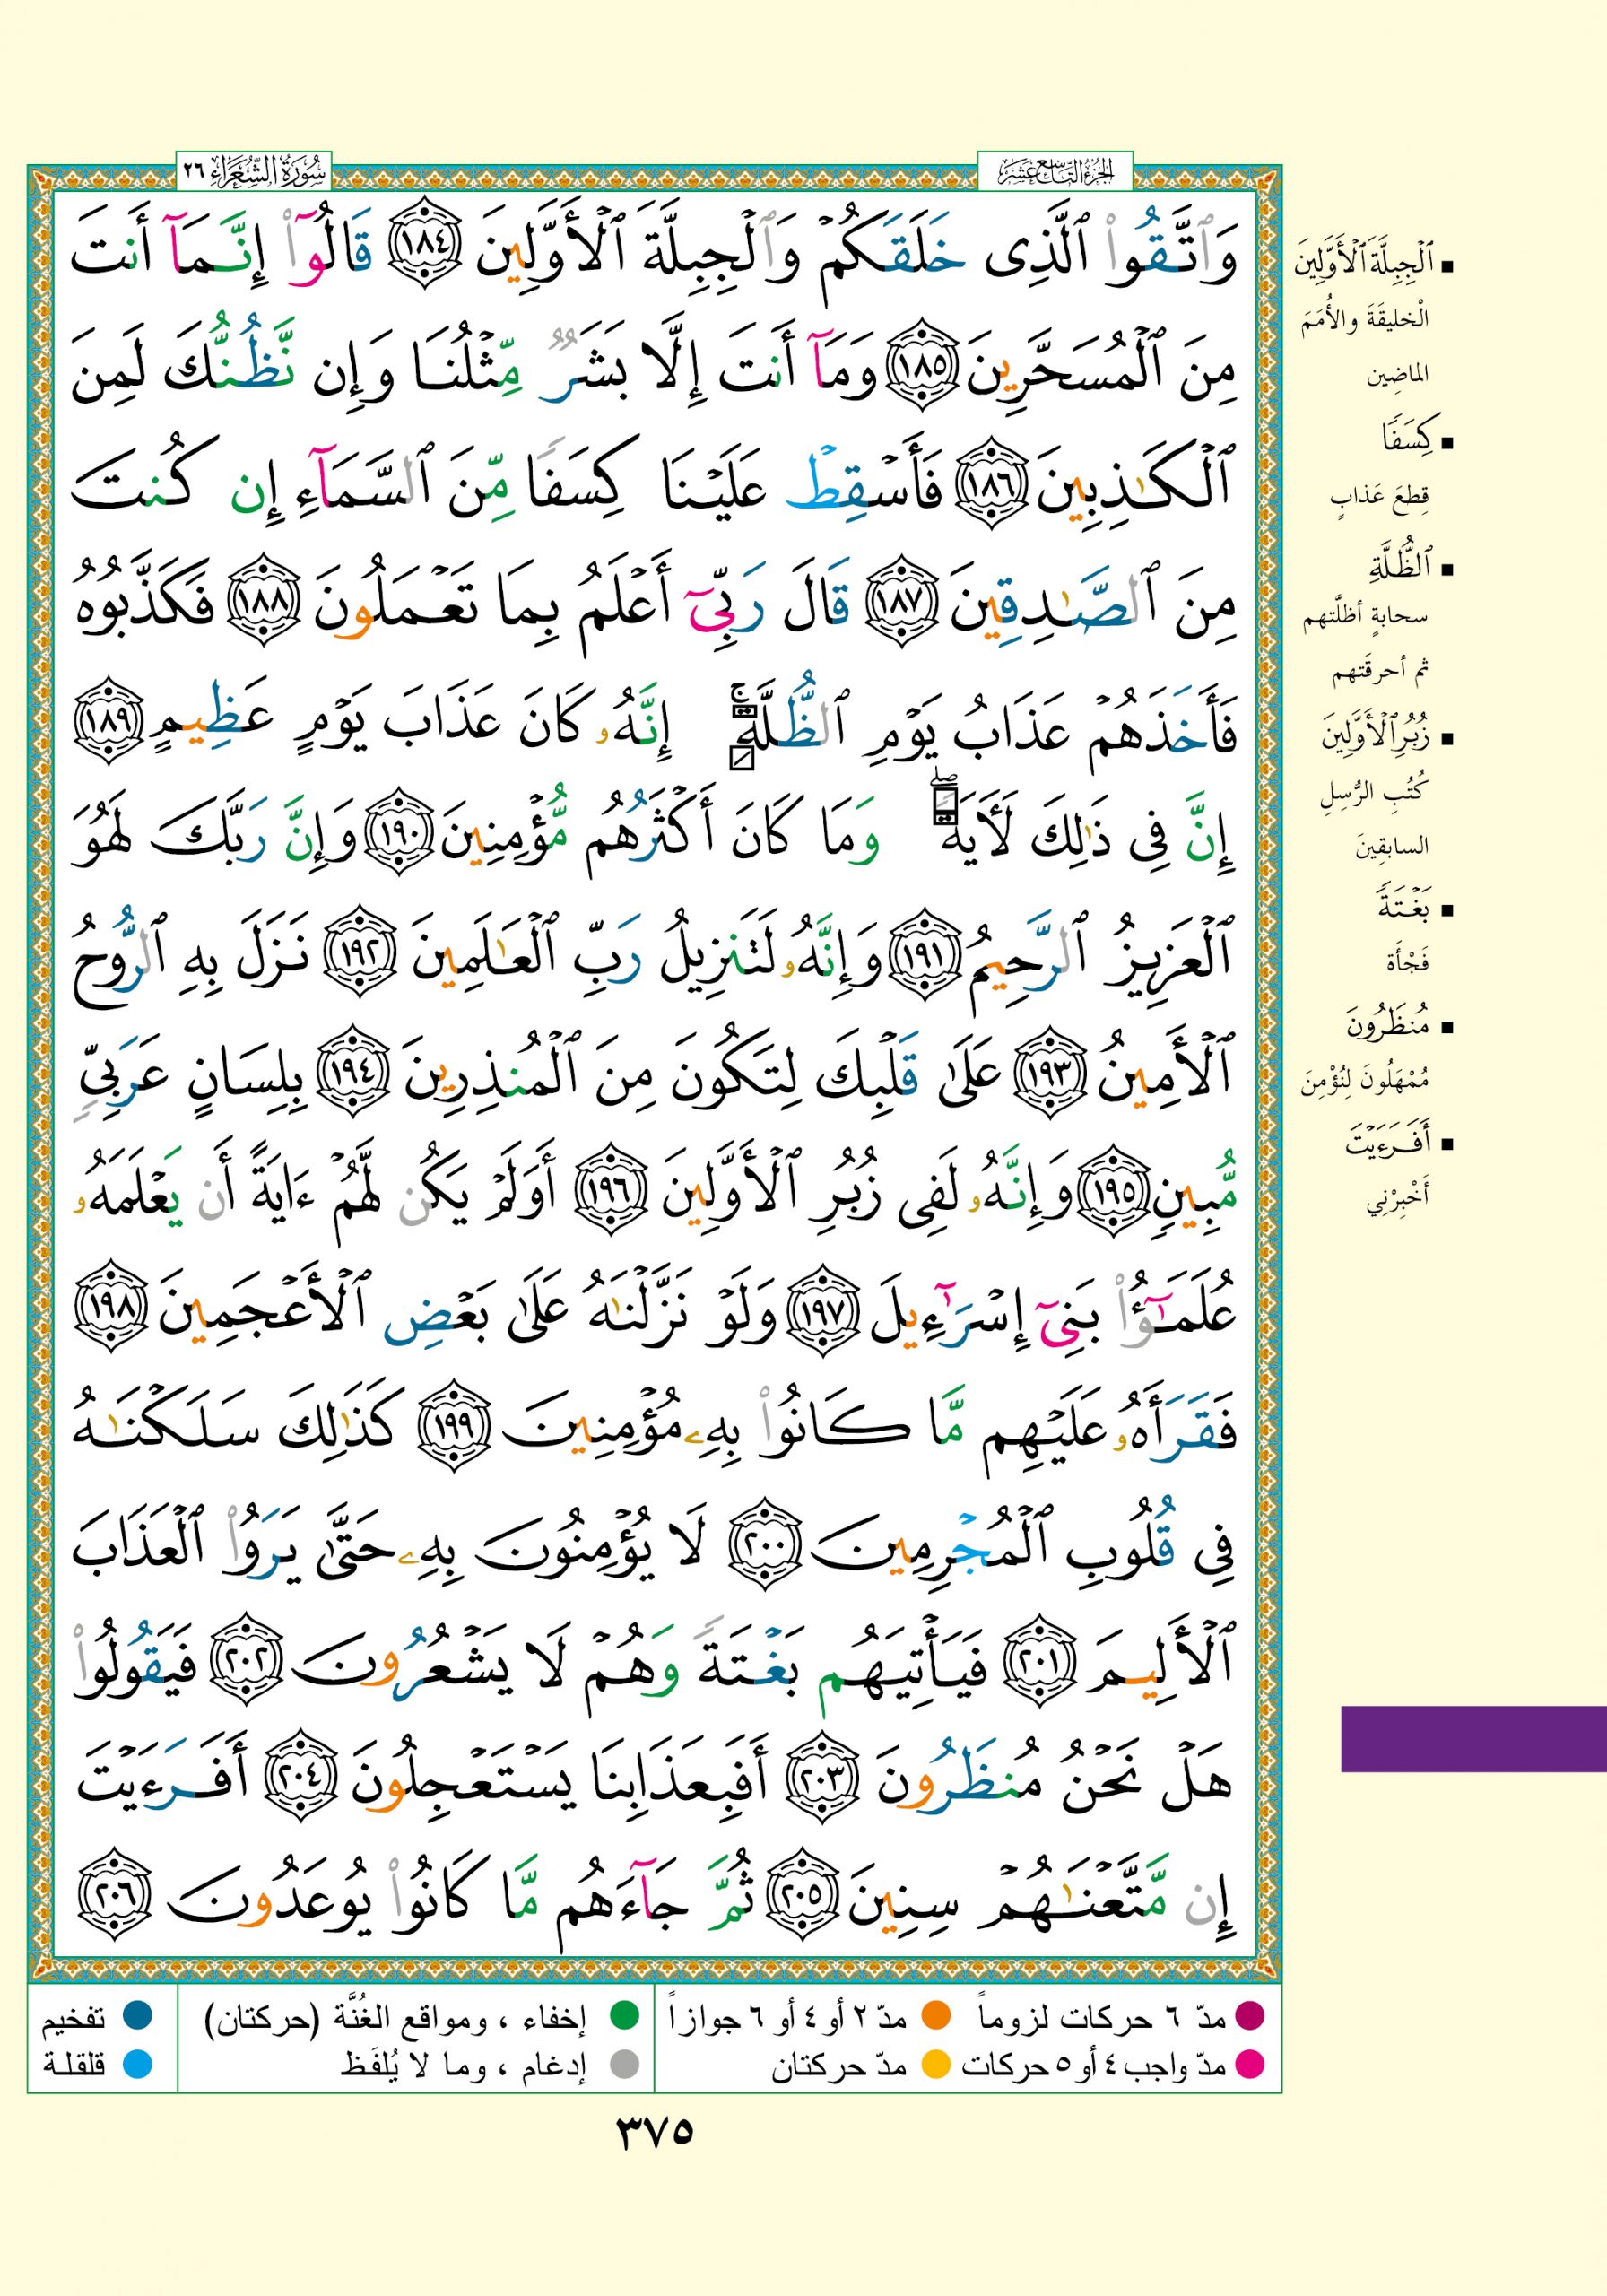 الجزء التاسع عشر
سورة الشعراء ٢٦
وَٱتَّقُوا۟ ٱلَّذِى خَلَقَكُمْ وَٱلْجِبِلَّةَ ٱلْأَوَّلِينَ ١٨٤ قَالُوٓا۟ إِنَّمَآ أَنتَ
مِنَ ٱلْمُسَحَّرِينَ ١٨٥ وَمَآ أَنتَ إِلَّا بَشَرٌ مِّثْلُنَا وَإِن نَّظُنُّكَ لَمِنَ
ٱلْكَـٰذِبِينَ ١٨٦ فَأَسْقِطْ عَلَيْنَا كِسَفًا مِّنَ ٱلسَّمَآءِ إِن كُنتَ
مِنَ ٱلصَّـٰدِقِينَ ١٨٧ قَالَ رَبِّىٓ أَعْلَمُ بِمَا تَعْمَلُونَ ١٨٨ فَكَذَّبُوهُ
فَأَخَذَهُمْ عَذَابُ يَوْمِ ٱلظُّلَّةِ ۚ إِنَّهُۥ كَانَ عَذَابَ يَوْمٍ عَظِيمٍ ١٨٩
إِنَّ فِى ذَٰلِكَ لَـَٔايَةً ۖ وَمَا كَانَ أَكْثَرُهُم مُّؤْمِنِينَ ١٩٠ وَإِنَّ رَبَّكَ لَهُوَ
ٱلْعَزِيزُ ٱلرَّحِيمُ ١٩١ وَإِنَّهُۥ لَتَنزِيلُ رَبِّ ٱلْعَـٰلَمِينَ ١٩٢ نَزَلَ بِهِ ٱلرُّوحُ
ٱلْأَمِينُ ١٩٣ عَلَىٰ قَلْبِكَ لِتَكُونَ مِنَ ٱلْمُنذِرِينَ ١٩٤ بِلِسَانٍ عَرَبِىٍّ
مُّبِينٍ ١٩٥ وَإِنَّهُۥ لَفِى زُبُرِ ٱلْأَوَّلِينَ ١٩٦ أَوَلَمْ يَكُن لَّهُمْ ءَايَةً أَن يَعْلَمَهُۥ
عُلَمَـٰٓؤُا۟ بَنِىٓ إِسْرَٰٓءِيلَ ١٩٧ وَلَوْ نَزَّلْنَـٰهُ عَلَىٰ بَعْضِ ٱلْأَعْجَمِينَ ١٩٨
فَقَرَأَهُۥ عَلَيْهِم مَّا كَانُوا۟ بِهِۦ مُؤْمِنِينَ ١٩٩ كَذَٰلِكَ سَلَكْنَـٰهُ
فِى قُلُوبِ ٱلْمُجْرِمِينَ ٢٠٠ لَا يُؤْمِنُونَ بِهِۦ حَتَّىٰ يَرَوُا۟ ٱلْعَذَابَ
ٱلْأَلِيمَ ٢٠١ فَيَأْتِيَهُم بَغْتَةً وَهُمْ لَا يَشْعُرُونَ ٢٠٢ فَيَقُولُوا۟
هَلْ نَحْنُ مُنظَرُونَ ٢٠٣ أَفَبِعَذَابِنَا يَسْتَعْجِلُونَ ٢٠٤ أَفَرَءَيْتَ
إِن مَّتَّعْنَـٰهُمْ سِنِينَ ٢٠٥ ثُمَّ جَآءَهُم مَّا كَانُوا۟ يُوعَدُونَ ٢٠٦
▪ ٱلْجِبِلَّةَ ٱلْأَوَّلِينَ
الْخليقَةَ والأُمَمَ
الماضِين
▪ كِسَفًا
قِطعَ عَذابٍ
▪ ٱلظُّلَّةِ
سحابةٍ أظلَّتهم
ثم أحرقَتهم
▪ زُبُرِ ٱلْأَوَّلِينَ
كُتُبِ الرُّسِلِ
السابقِينَ
▪ بَغْتَةً
فَجْأَة
▪ مُنظَرُونَ
مُمْهَلُونَ لِنُؤْمِنَ
▪ أَفَرَءَيْتَ
أَخْبِرْنِي
مدّ ٦ حركات لزوماً مدّ ٢ أو ٤ أو ٦ جوازاً إخفاء ، ومواقع الغُنَّة (حركتان) تفخيم
مدّ واجب ٤ أو ٥ حركات مدّ حركتان إدغام ، وما لا يُلفَظ قلقلة
٣٧٥